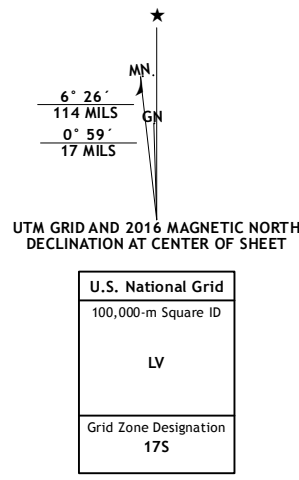 ★
MN.
6° 26´
114 MILS
GN
0° 59´
17 MILS
UTM GRID AND 2016 MAGNETIC NORTH
DECLINATION AT CENTER OF SHEET
U.S. National Grid
100,000-m Square ID
LV
Grid Zone Designation
17S